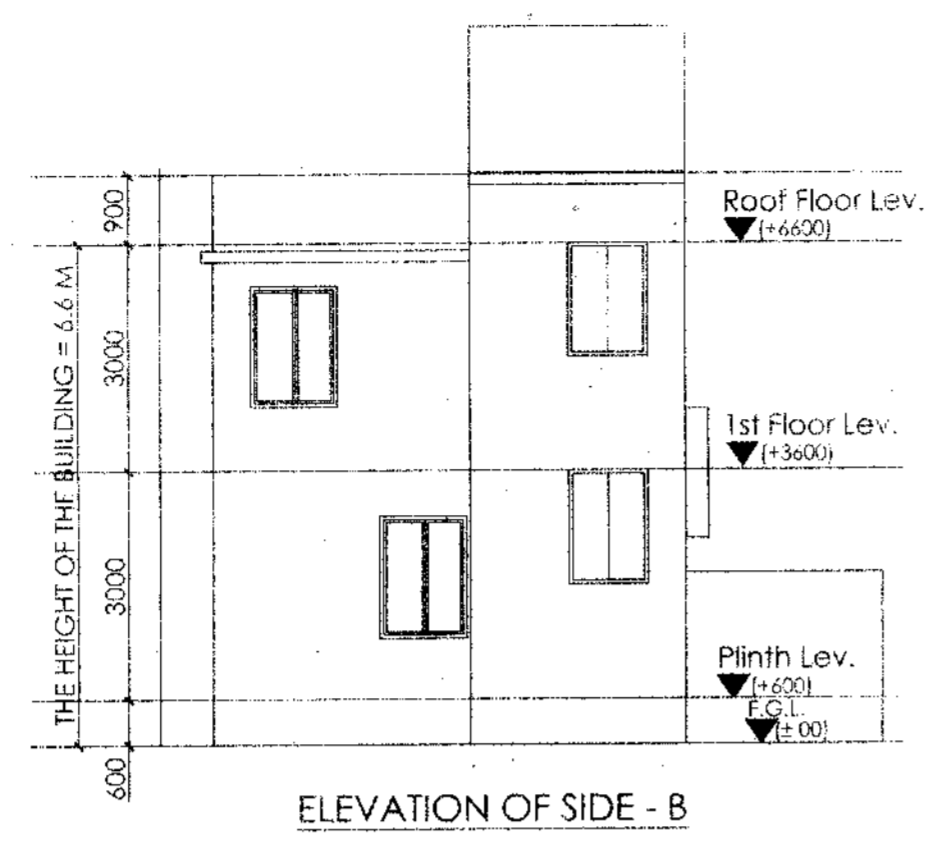 900
Roof Floor Lev.
(+6600)
THE HEIGHT OF THE BUILDING = 6.6 M
3000
1st Floor Lev.
(+3600)
3000
Plinth Lev.
(+600)
F.G.L.
(± 00)
600
ELEVATION OF SIDE - B